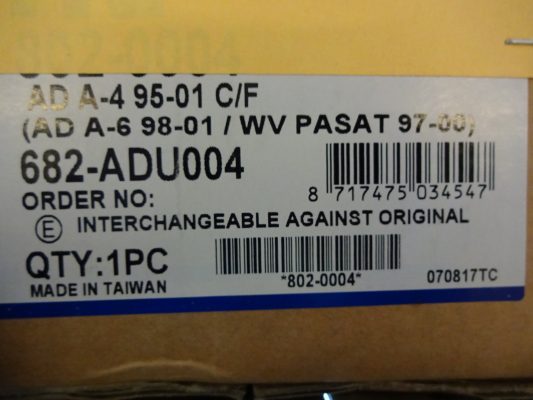 AD A-4 95-01 C/F
(AD A-6 98-01 / WV PASAT 97-00)
682-ADU004
8 717475 034547
ORDER NO:
E INTERCHANGEABLE AGAINST ORIGINAL
QTY:1PC
*802-0004*
070817TC
MADE IN TAIWAN